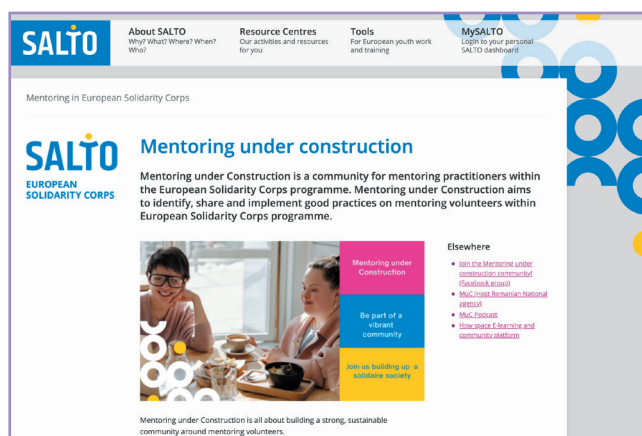 SALTO
About SALTO
Why? What? Where? When?
Who?
Resource Centres
Our activities and resources
for you
Tools
For European youth work
and training
MySALTO
Login to your personal
SALTO dashboard
Mentoring in European Solidarity Corps
SALTO
EUROPEAN
SOLIDARITY CORPS
Mentoring under construction
Mentoring under Construction is a community for mentoring practitioners within
the European Solidarity Corps programme. Mentoring under Construction aims
to identify, share and implement good practices on mentoring volunteers within
European Solidarity Corps programme.
Mentoring under
Construction
Be part of a
vibrant
community
Join us building up a
solidaire society
Elsewhere
Join the Mentoring under
construction community!
(Facebook group)
MuC (Host Romanian National
agency)
MuC Podcast
How space E-learning and
community platform
Mentoring under Construction is all about building a strong, sustainable
community around mentoring volunteers.